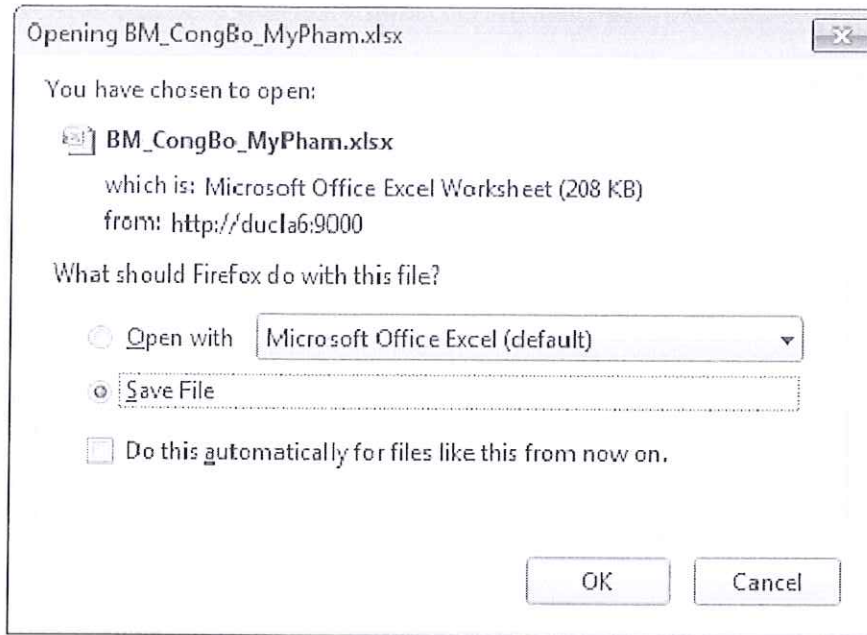 Opening BM_CongBo_MyPham.xlsx
You have chosen to open:
BM_CongBo_MyPham.xlsx
which is: Microsoft Office Excel Worksheet (208 KB)
from: http://ducla6:9000
What should Firefox do with this file?
Open with Microsoft Office Excel (default)
Save File
Do this automatically for files like this from now on.
OK Cancel